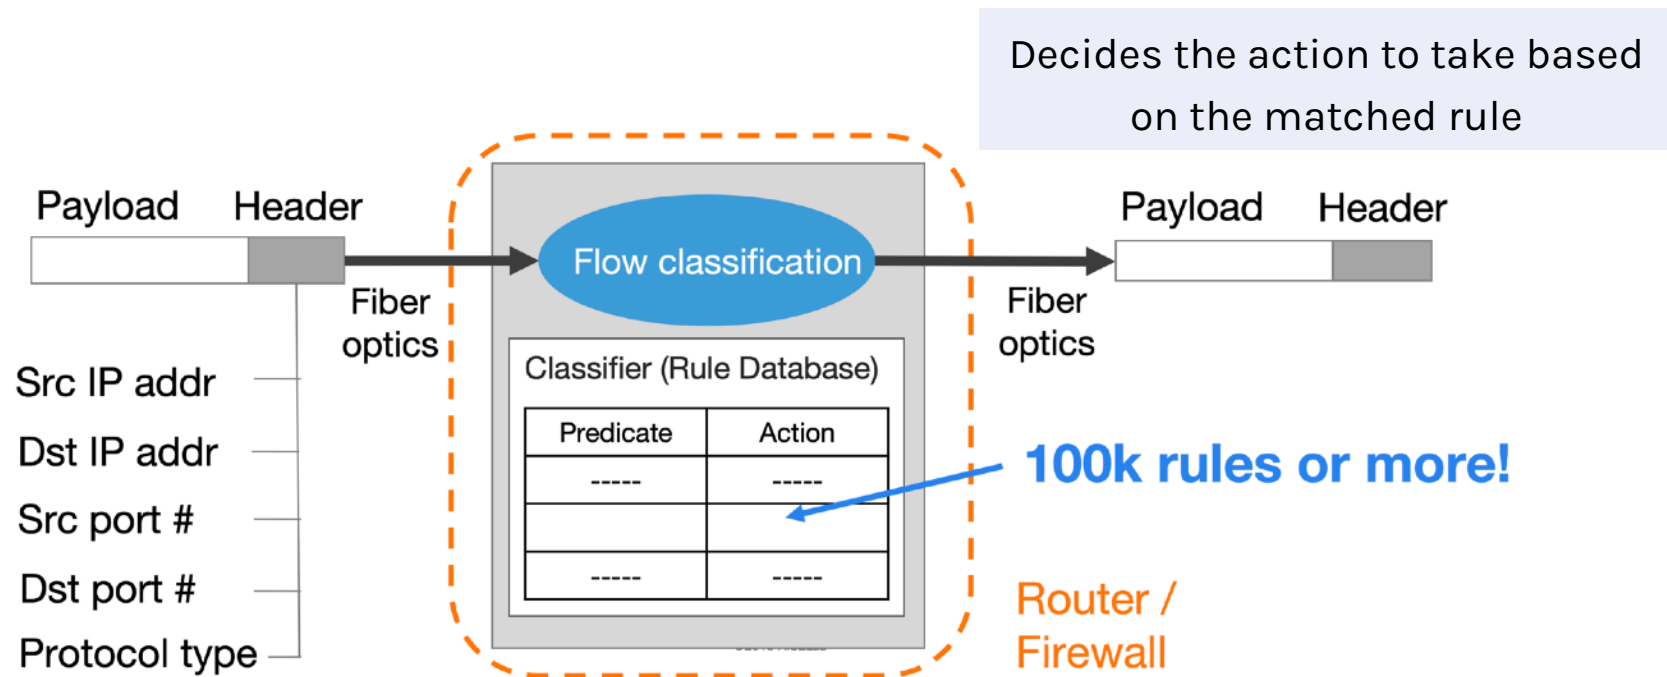 Decides the action to take based
on the matched rule
Payload Header
Payload Header
Flow classification
Fiber
optics
Fiber
optics
Src IP addr
Dst IP addr
Src port #
Dst port #
Protocol type
Classifier (Rule Database)
Predicate Action
----- -----
----- -----
100k rules or more!
Router /
Firewall